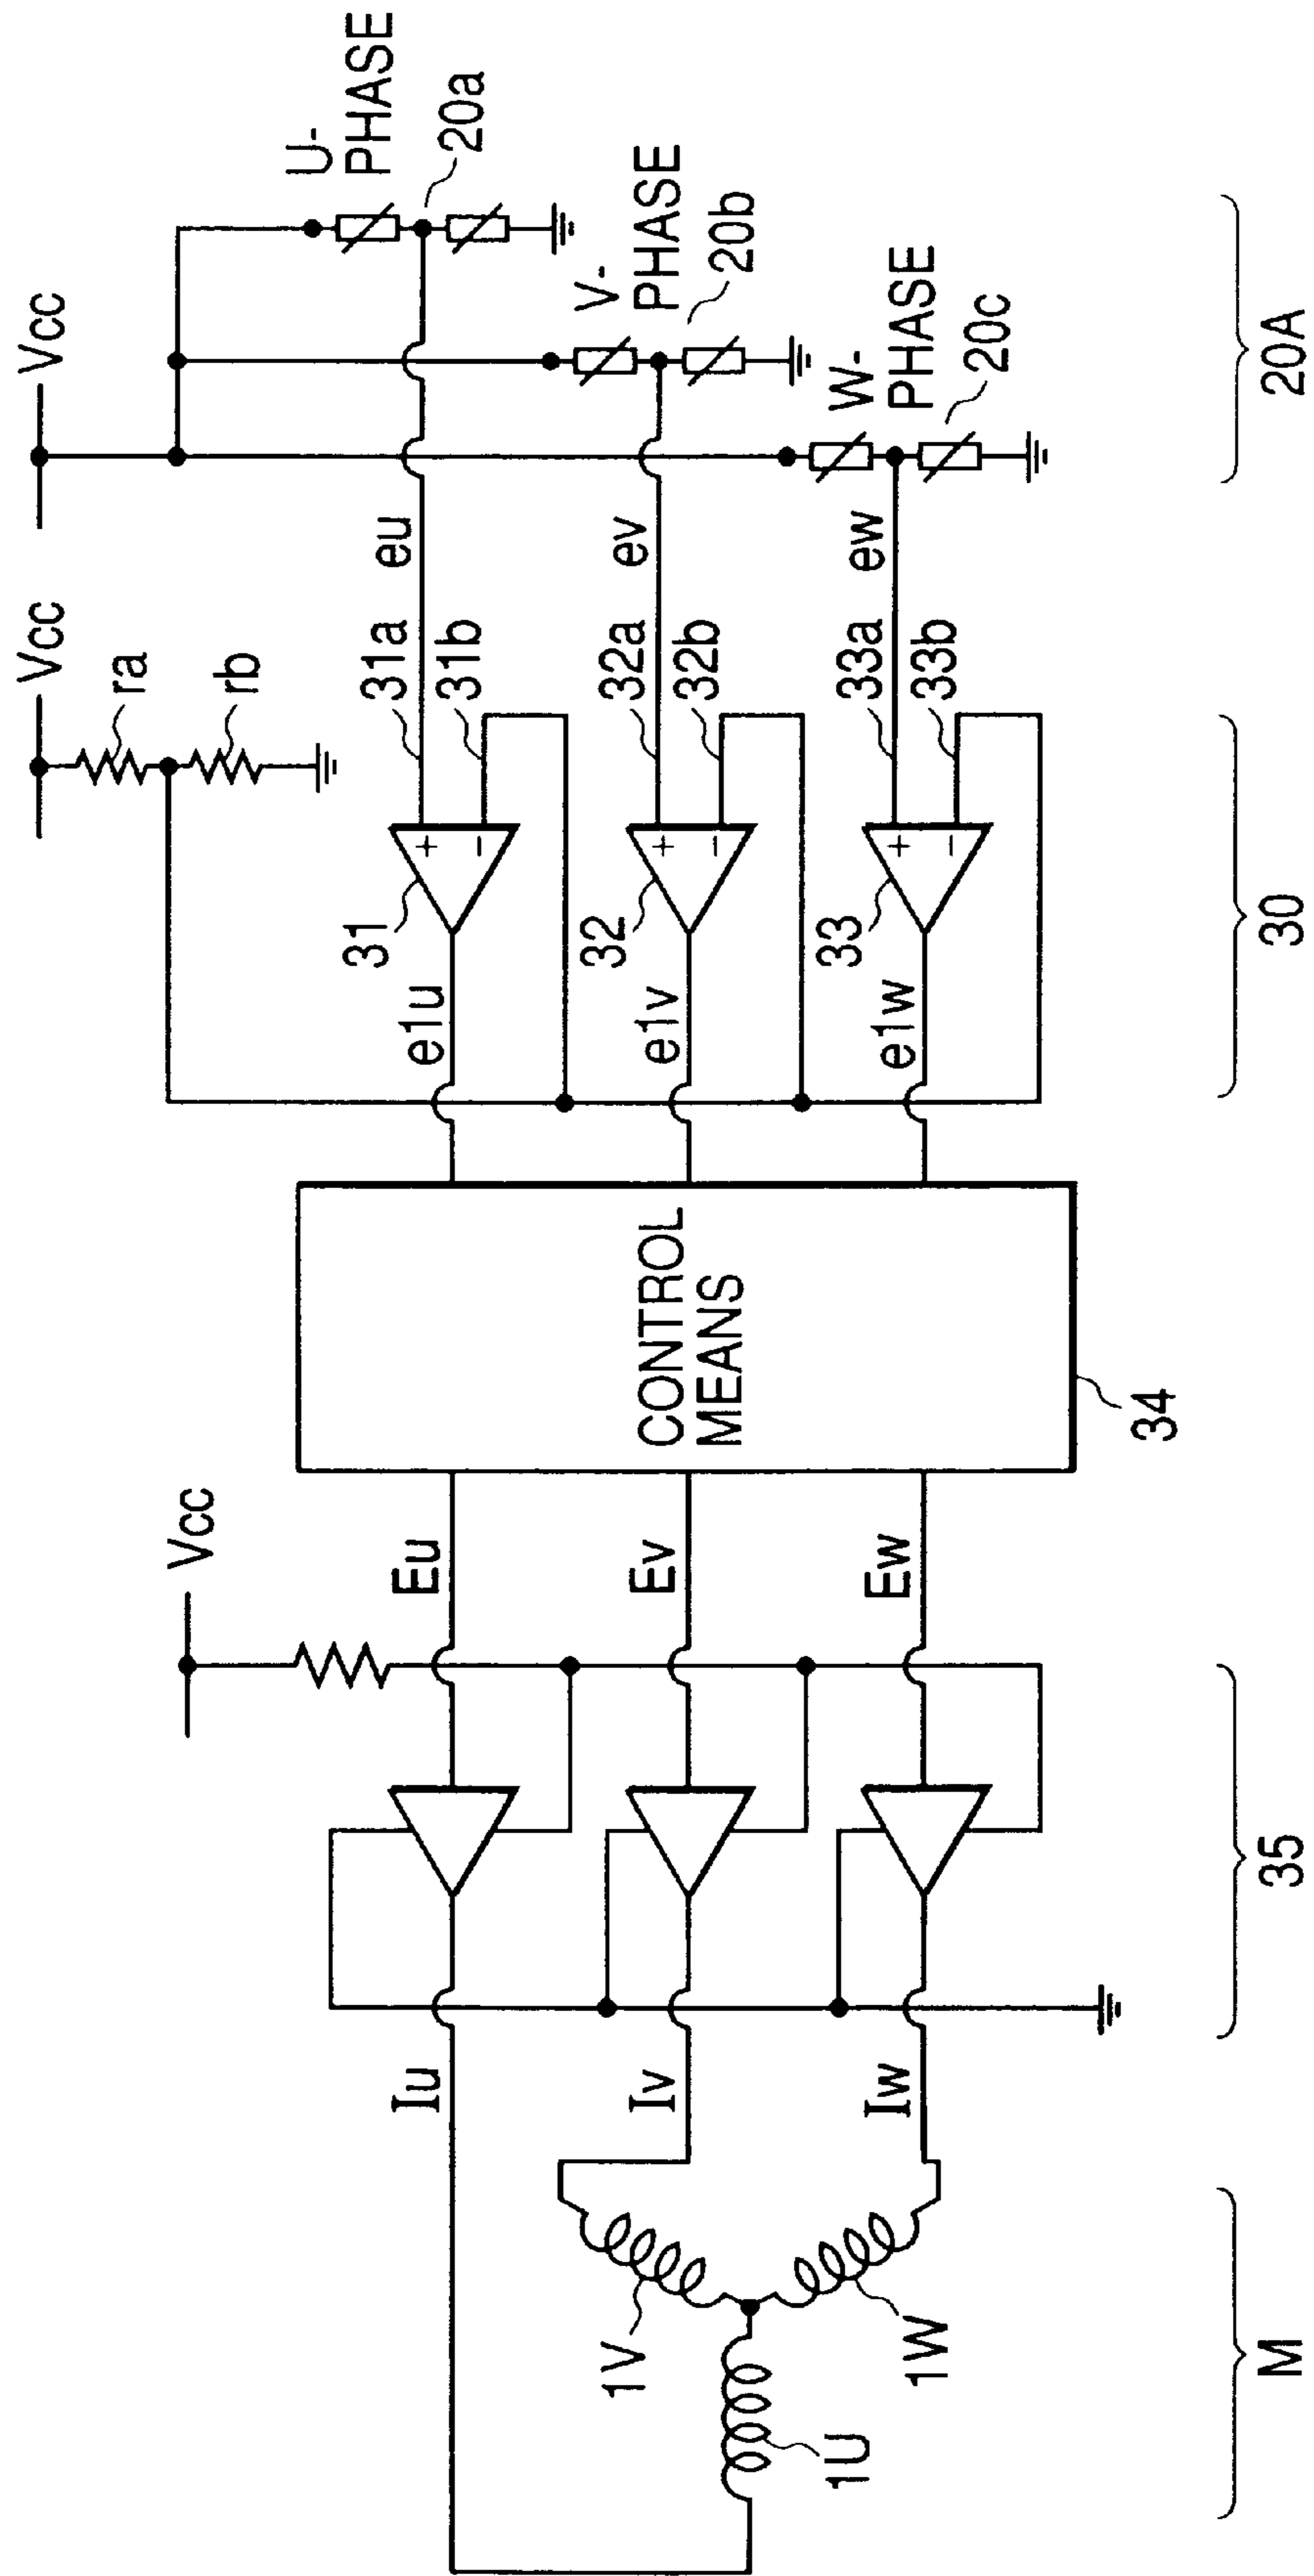 Vcc
Vcc
Vcc
U-
PHASE
20a
V-
PHASE
20b
W-
PHASE
20c
ra
rb
eu
ev
ew
31a
31b
32a
32b
33a
33b
+
−
+
−
+
−
31
32
33
e1u
e1v
e1w
CONTROL
MEANS
34
Eu
Ev
Ew
Iu
Iv
Iw
1V
1W
1U
M
35
30
20A